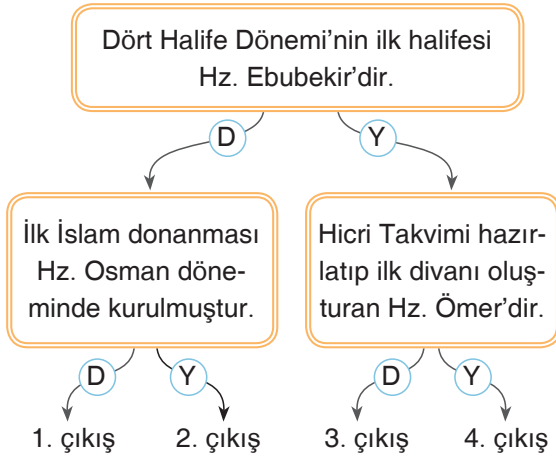 Dört Halife Dönemi’nin ilk halifesi
Hz. Ebubekir’dir.
D
Y
İlk İslam donanması
Hz. Osman döne-
minde kurulmuştur.
Hicri Takvimi hazır-
latıp ilk divanı oluş-
turan Hz. Ömer’dir.
D
Y
D
Y
1. çıkış
2. çıkış
3. çıkış
4. çıkış